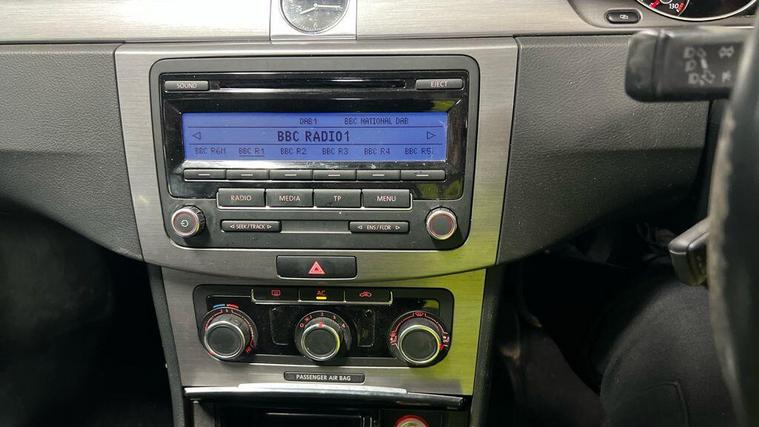 130
SOUND
EJECT
DAB1 BBC NATIONAL DAB
BBC RADIO1
BBC R6M BBC R1 BBC R2 BBC R3 BBC R4 BBC R5
RADIO MEDIA TP MENU
SEEK/TRACK ENS/FLDR
AC
PASSENGER AIR BAG